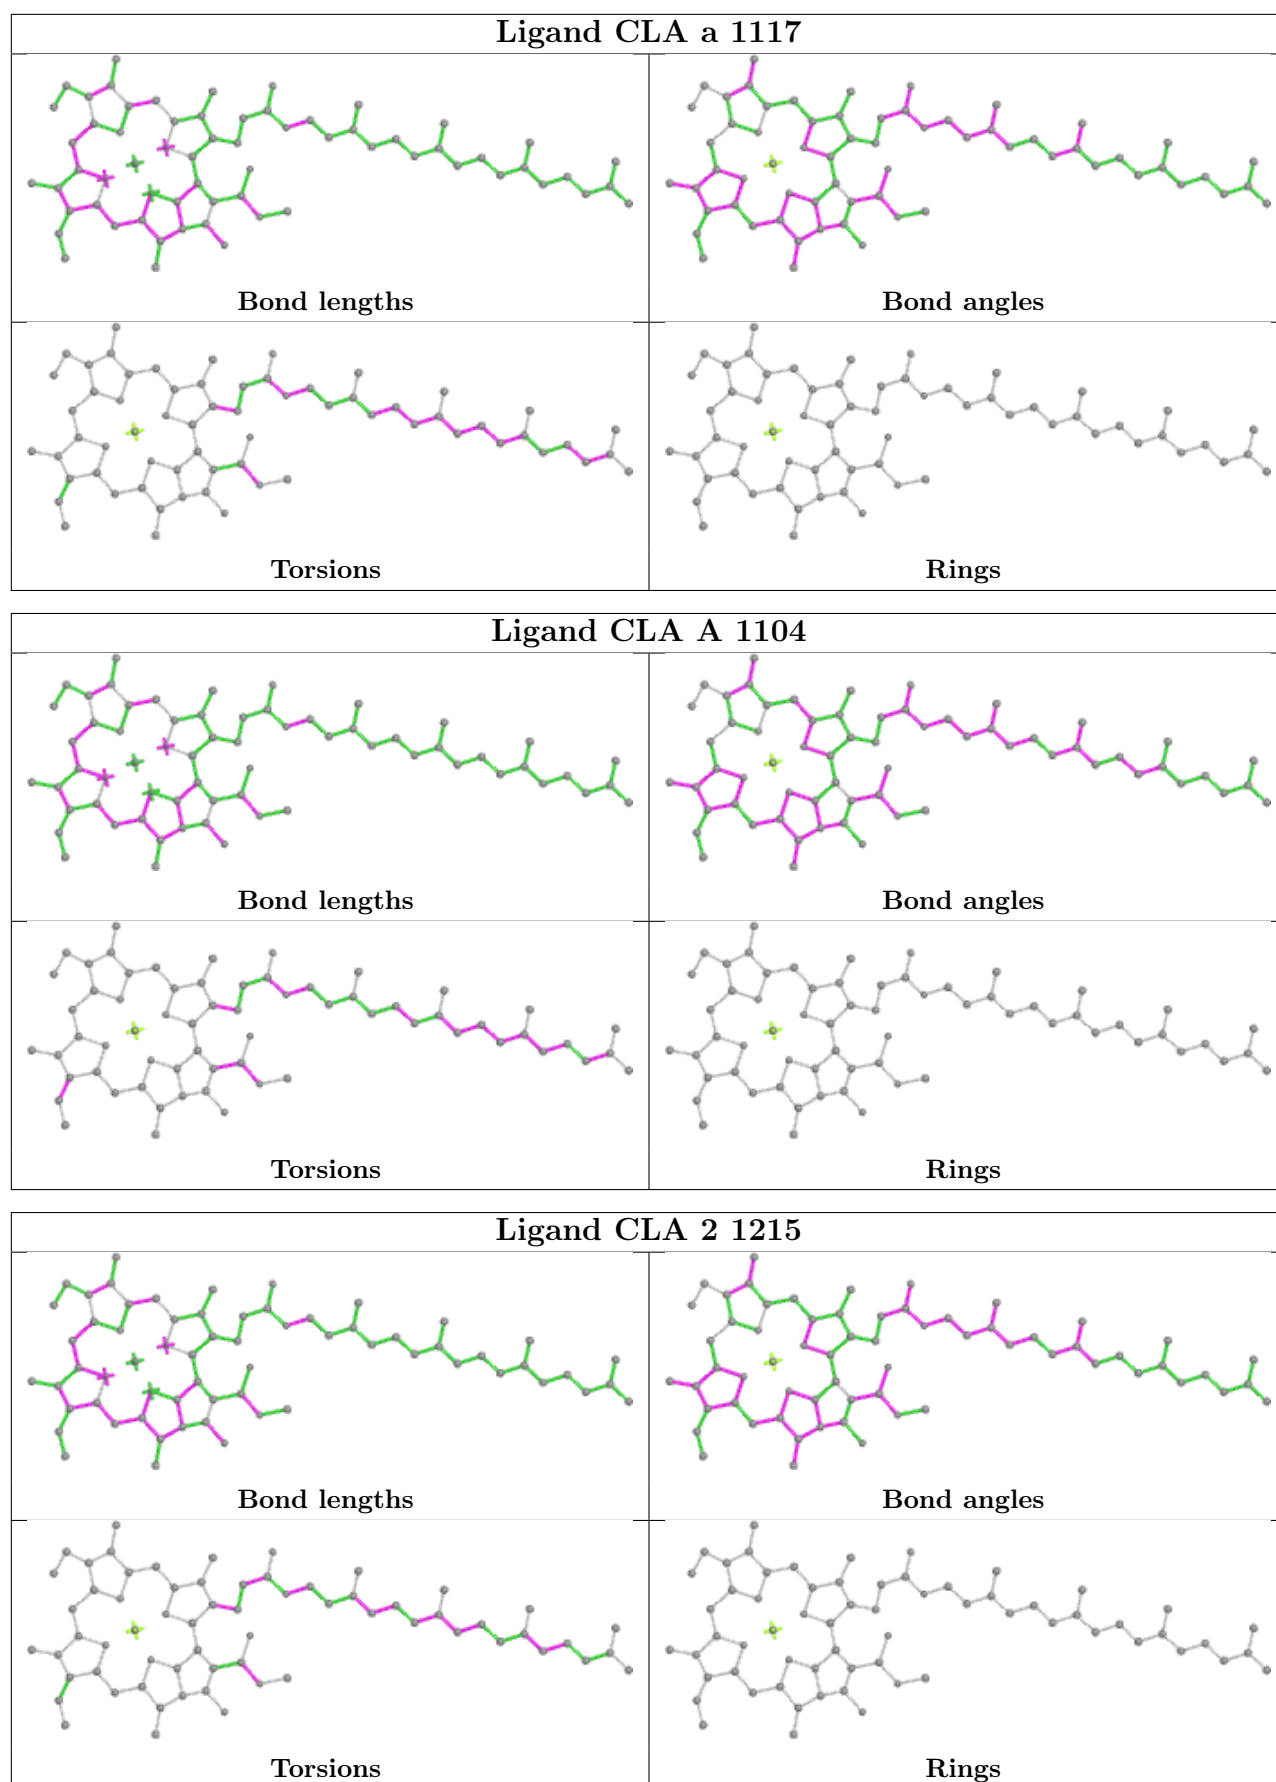 Ligand CLA a 1117
Bond lengths
Bond angles
Torsions
Rings
Ligand CLA A 1104
Bond lengths
Bond angles
Torsions
Rings
Ligand CLA 2 1215
Bond lengths
Bond angles
Torsions
Rings